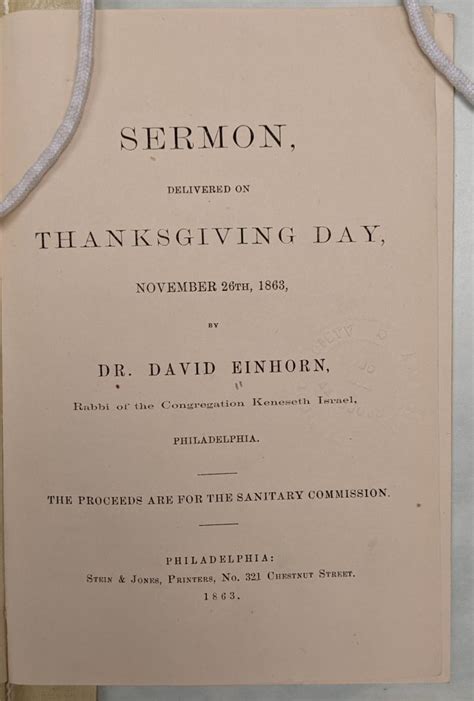 SERMON,
DELIVERED ON
THANKSGIVING DAY,
NOVEMBER 26TH, 1863,
BY
DR. DAVID EINHORN,
Rabbi of the Congregation Keneseth Israel,
PHILADELPHIA.
THE PROCEEDS ARE FOR THE SANITARY COMMISSION.
PHILADELPHIA:
STEIN & JONES, PRINTERS, No. 321 CHESTNUT STREET.
1863.